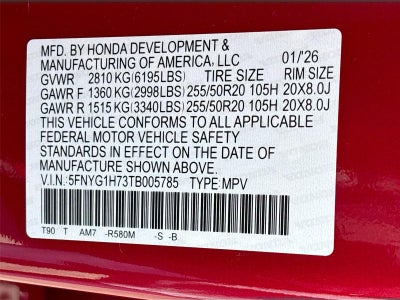 MFD. BY HONDA DEVELOPMENT &
MANUFACTURING OF AMERICA, LLC 01/'26
GVWR 2810 KG(6195LBS) TIRE SIZE RIM SIZE
GAWR F 1360 KG(2998LBS) 255/50R20 105H 20X8.0J
GAWR R 1515 KG(3340LBS) 255/50R20 105H 20X8.0J
THIS VEHICLE CONFORMS TO ALL APPLICABLE
FEDERAL MOTOR VEHICLE SAFETY
STANDARDS IN EFFECT ON THE DATE OF
MANUFACTURE SHOWN ABOVE.
V.I.N.: 5FNYG1H73TB005785 TYPE: MPV
T90 T AM7 -R580M -S -B